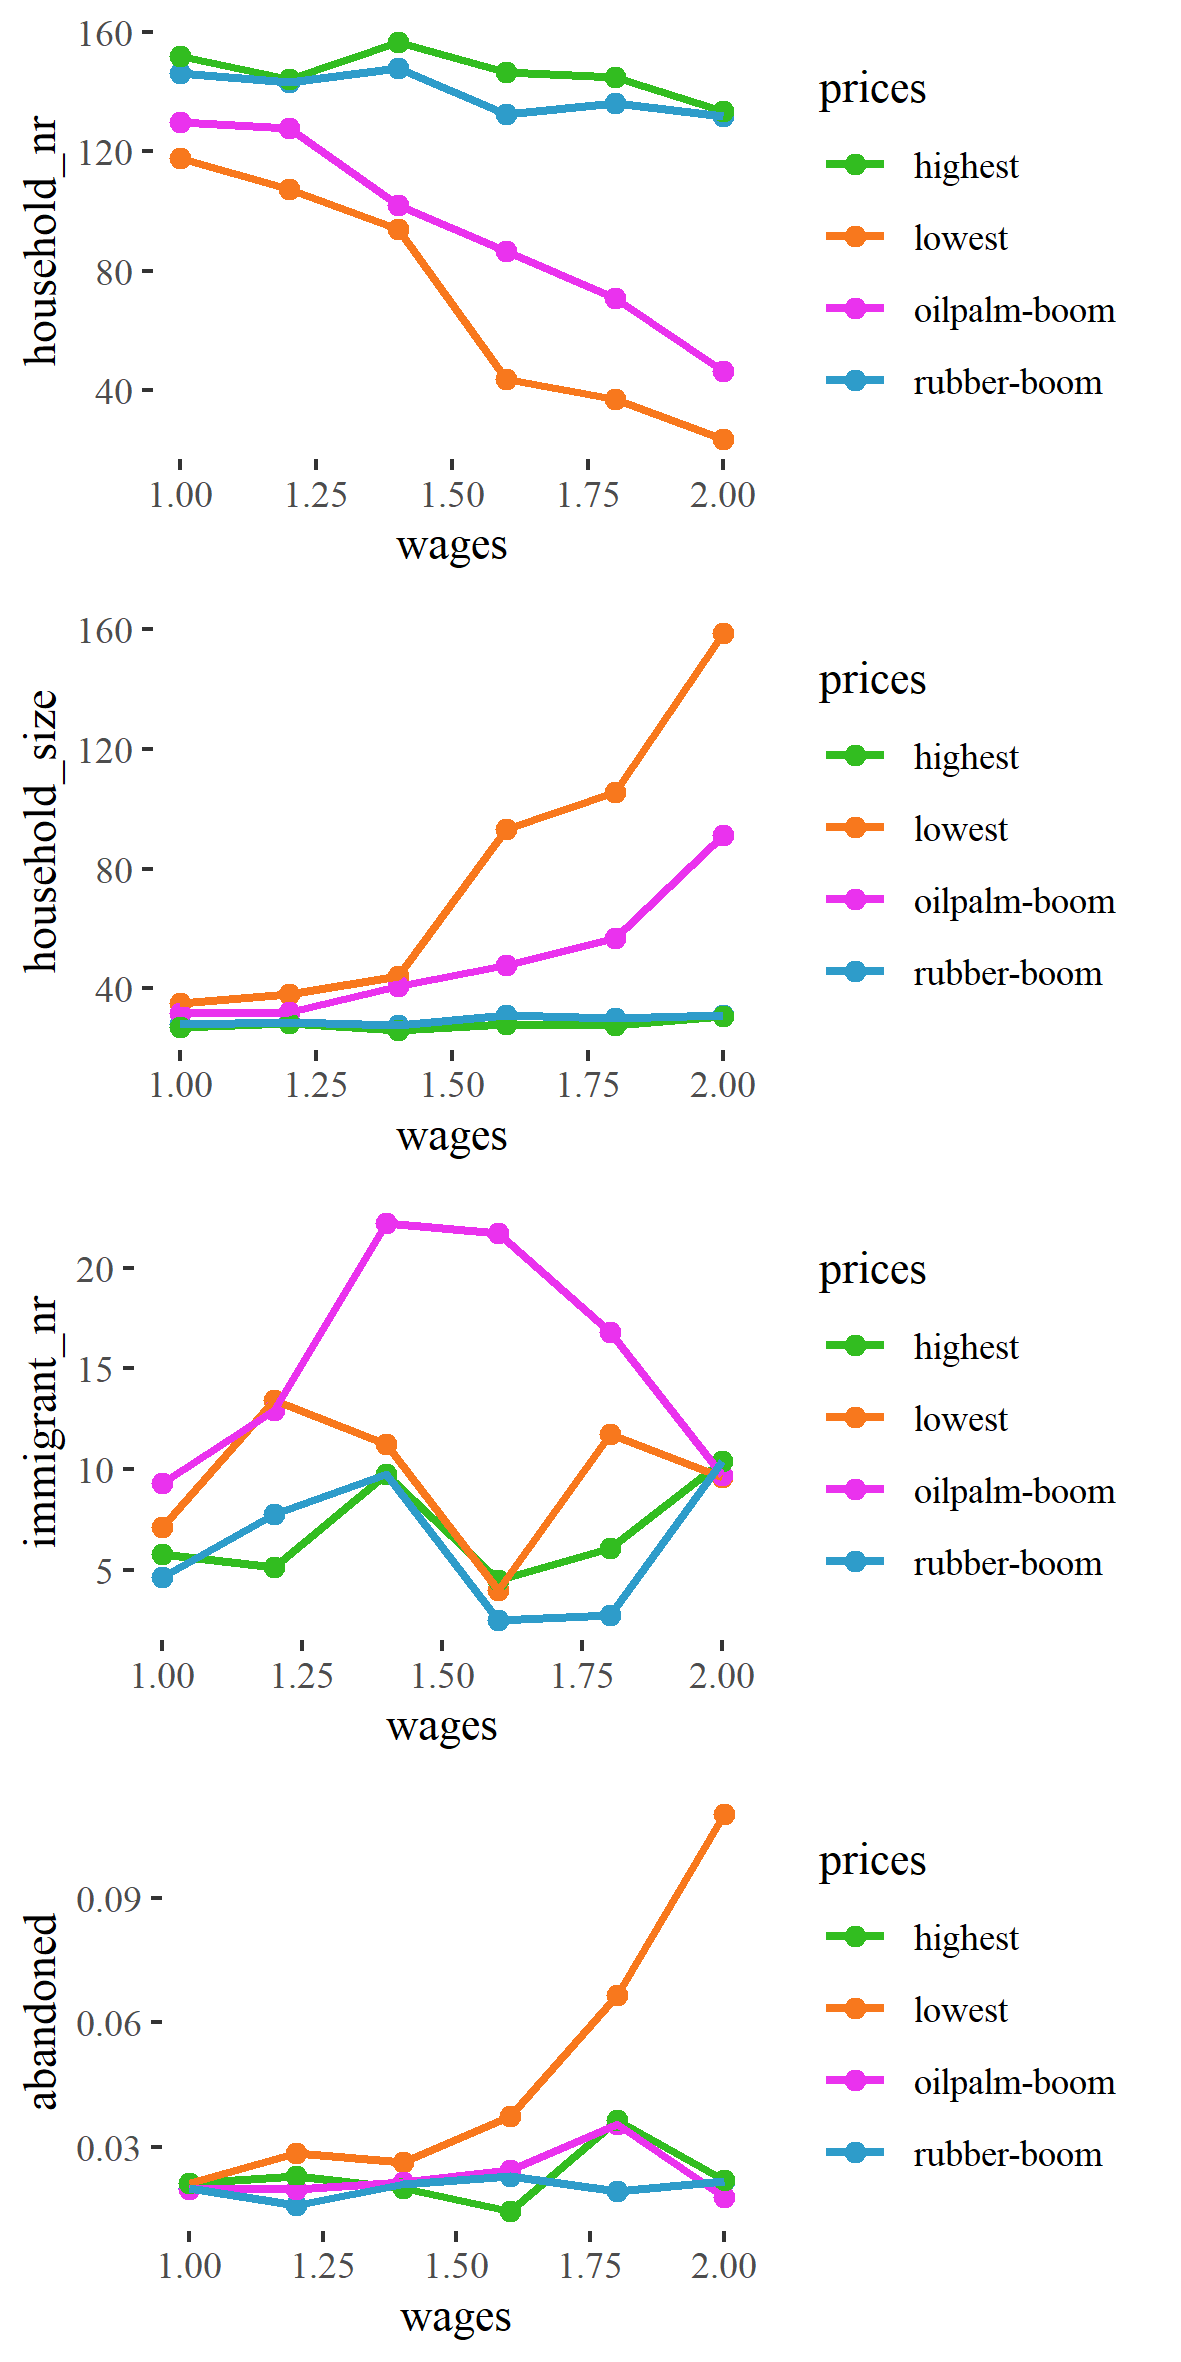 household_nr
160
120
80
40
1.00 1.25 1.50 1.75 2.00
wages
prices
highest
lowest
oilpalm-boom
rubber-boom
household_size
160
120
80
40
1.00 1.25 1.50 1.75 2.00
wages
prices
highest
lowest
oilpalm-boom
rubber-boom
immigrant_nr
20
15
10
5
1.00 1.25 1.50 1.75 2.00
wages
prices
highest
lowest
oilpalm-boom
rubber-boom
abandoned
0.09
0.06
0.03
1.00 1.25 1.50 1.75 2.00
wages
prices
highest
lowest
oilpalm-boom
rubber-boom